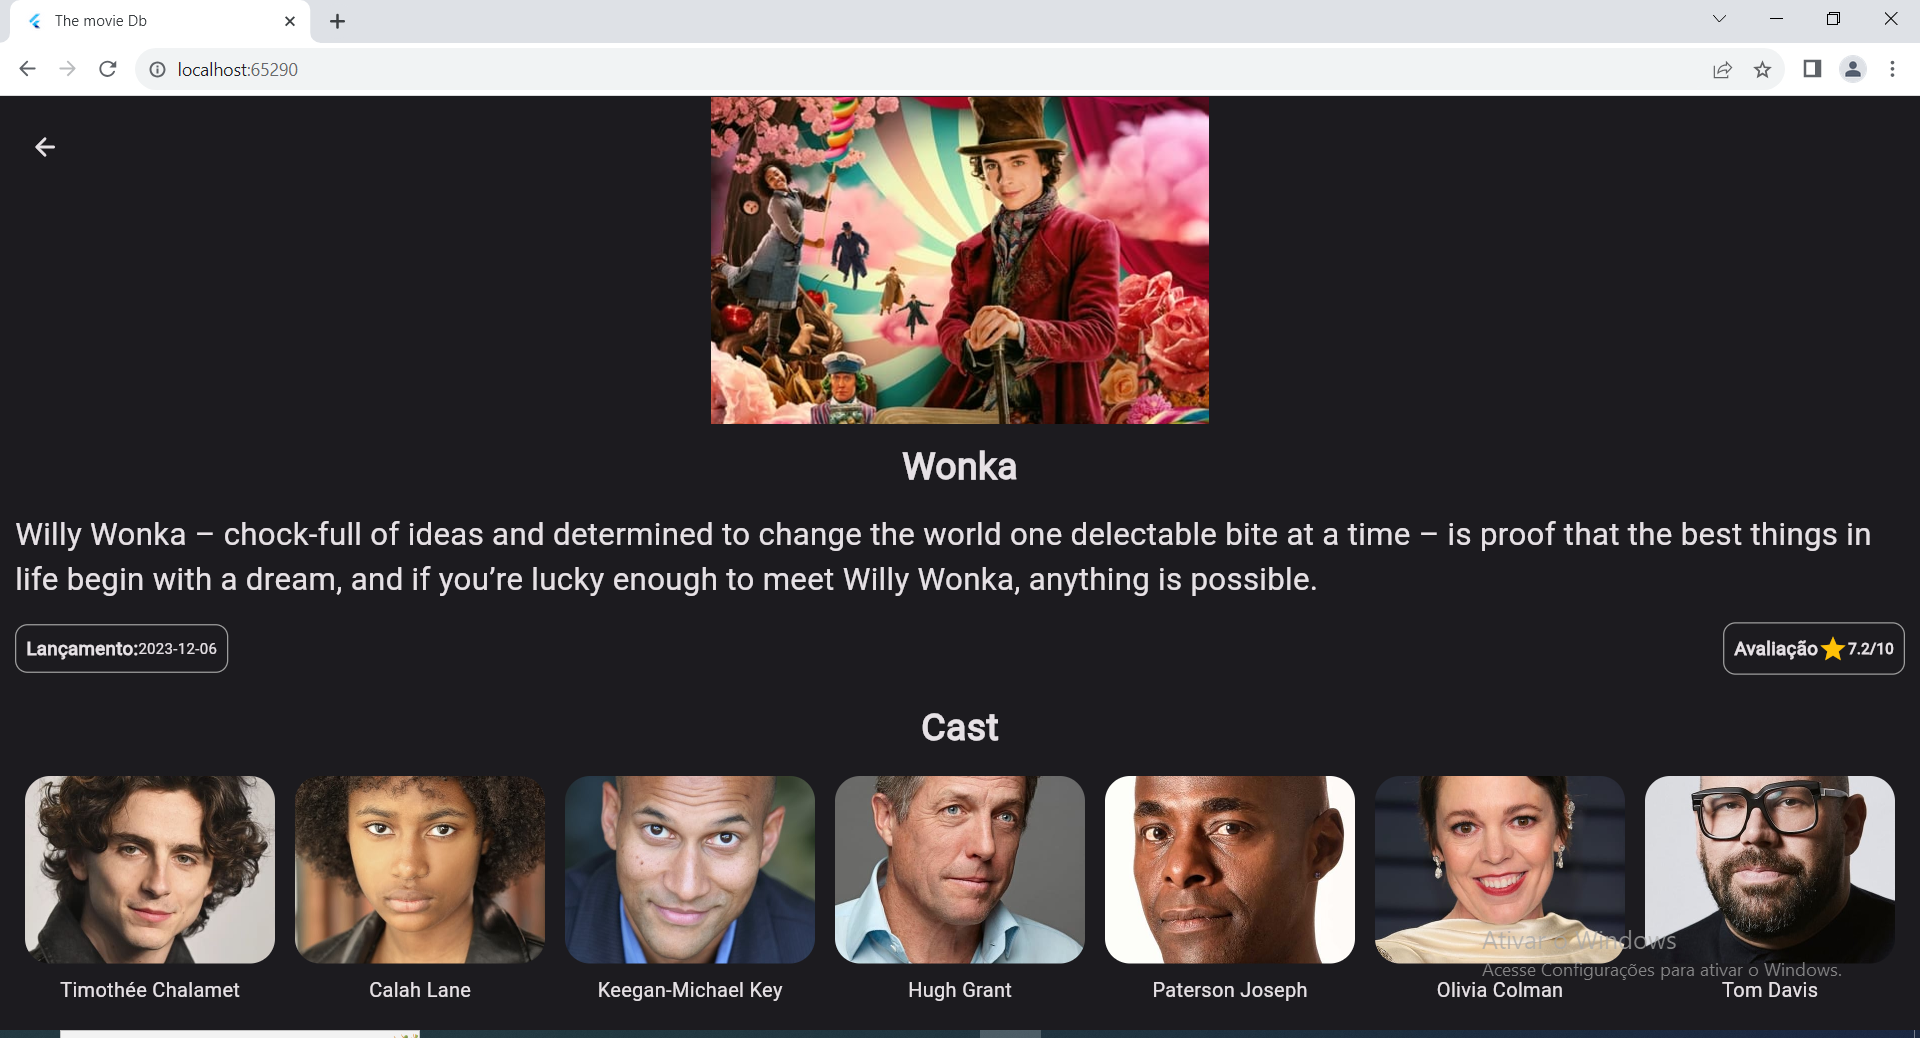 The movie Db
localhost:65290
Wonka
Willy Wonka – chock-full of ideas and determined to change the world one delectable bite at a time – is proof that the best things in
life begin with a dream, and if you’re lucky enough to meet Willy Wonka, anything is possible.
Lançamento:2023-12-06
Avaliação 7.2/10
Cast
Ativar o Windows
Acesse Configurações para ativar o Windows.
Timothée Chalamet
Calah Lane
Keegan-Michael Key
Hugh Grant
Paterson Joseph
Olivia Colman
Tom Davis